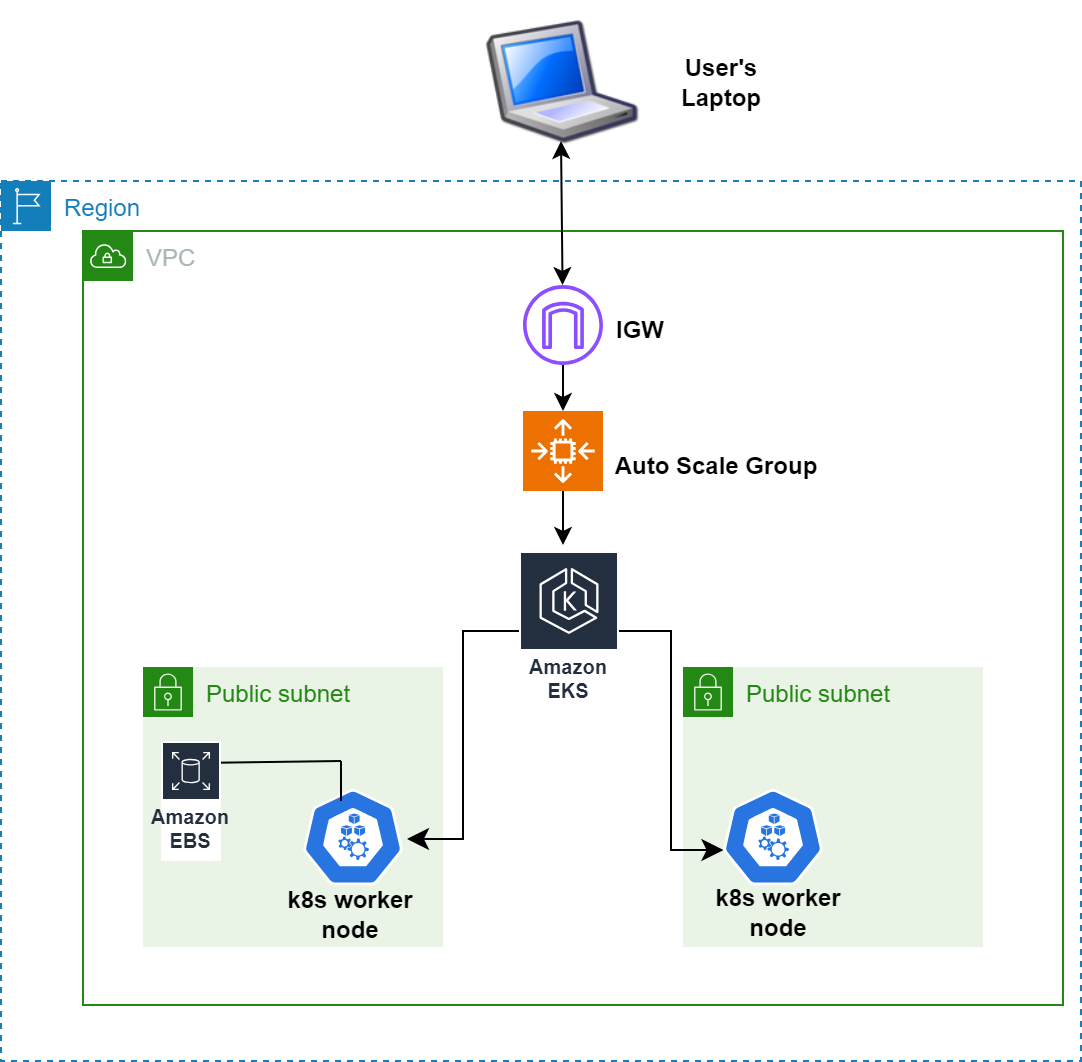 User's
Laptop
Region
VPC
IGW
Auto Scale Group
K
Amazon
EKS
Public subnet
Public subnet
Amazon
EBS
k8s worker
node
k8s worker
node